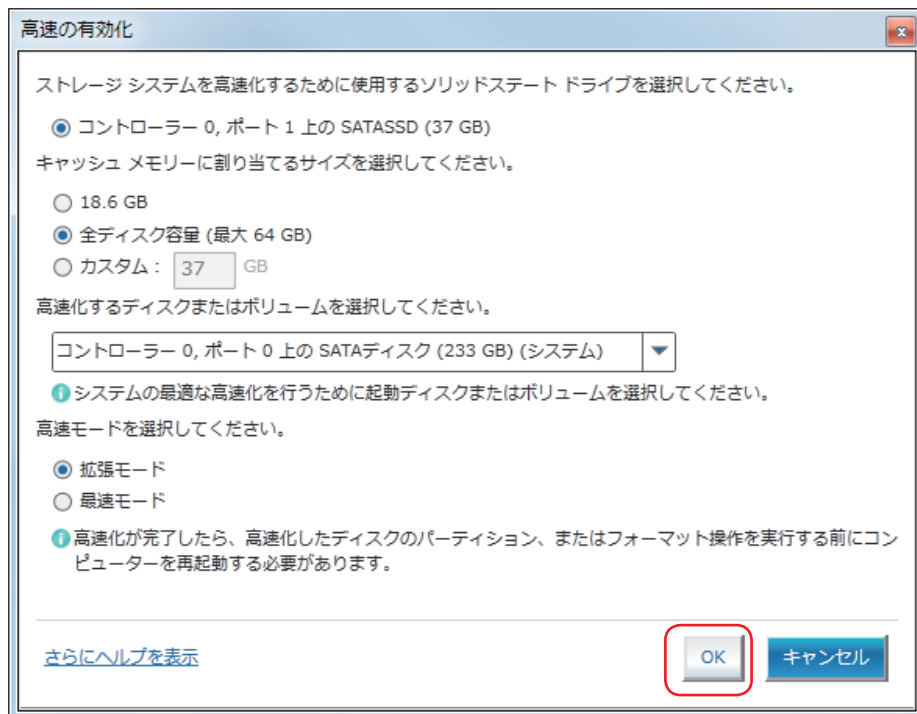 高速の有効化
ストレージ システムを高速化するために使用するソリッドステート ドライブを選択してください。
コントローラー 0, ポート 1 上の SATASSD (37 GB)
キャッシュ メモリーに割り当てるサイズを選択してください。
18.6 GB
全ディスク容量 (最大 64 GB)
カスタム： 37 GB
高速化するディスクまたはボリュームを選択してください。
コントローラー 0, ポート 0 上の SATAディスク (233 GB) (システム)
システムの最適な高速化を行うために起動ディスクまたはボリュームを選択してください。
高速モードを選択してください。
拡張モード
最速モード
高速化が完了したら、高速化したディスクのパーティション、またはフォーマット操作を実行する前にコン
ピューターを再起動する必要があります。
さらにヘルプを表示 OK キャンセル